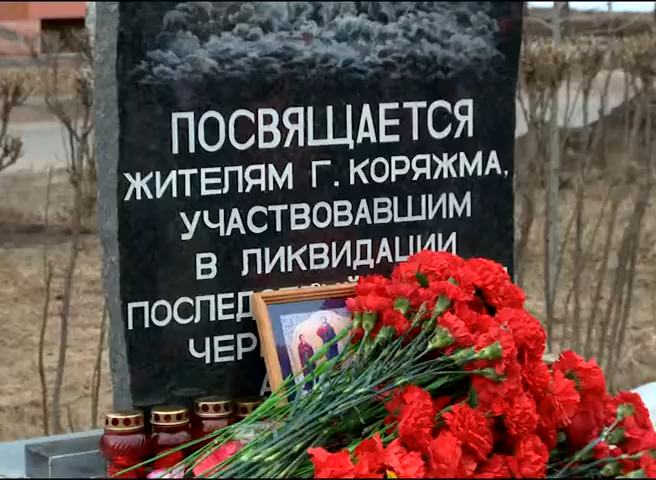 ПОСВЯЩАЕТСЯ
ЖИТЕЛЯМ Г. КОРЯЖМА,
УЧАСТВОВАВШИМ
В ЛИКВИДАЦИИ